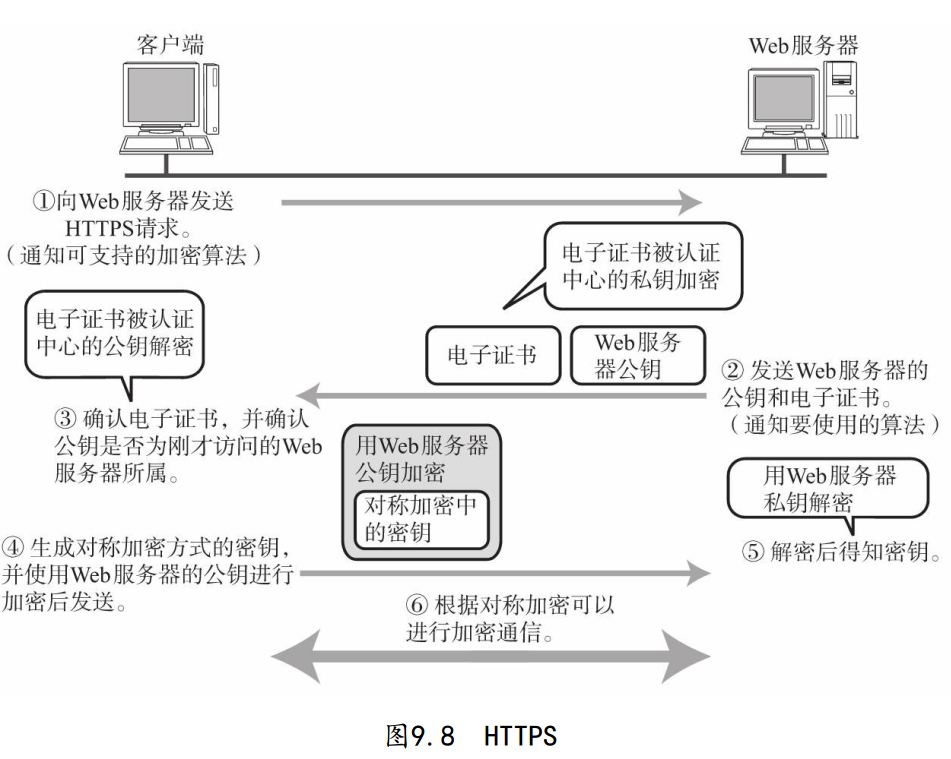 客户端
Web服务器
①向Web服务器发送
HTTPS请求。
（通知可支持的加密算法）
电子证书被认证
中心的私钥加密
电子证书被认证
中心的公钥解密
电子证书
Web服务
器公钥
② 发送Web服务器的
公钥和电子证书。
（通知要使用的算法）
③ 确认电子证书，并确认
公钥是否为刚才访问的Web
服务器所属。
用Web服务器
公钥加密
对称加密中
的密钥
用Web服务器
私钥解密
④ 生成对称加密方式的密钥，
并使用Web服务器的公钥进行
加密后发送。
⑤ 解密后得知密钥。
⑥ 根据对称加密可以
进行加密通信。
图9.8 HTTPS